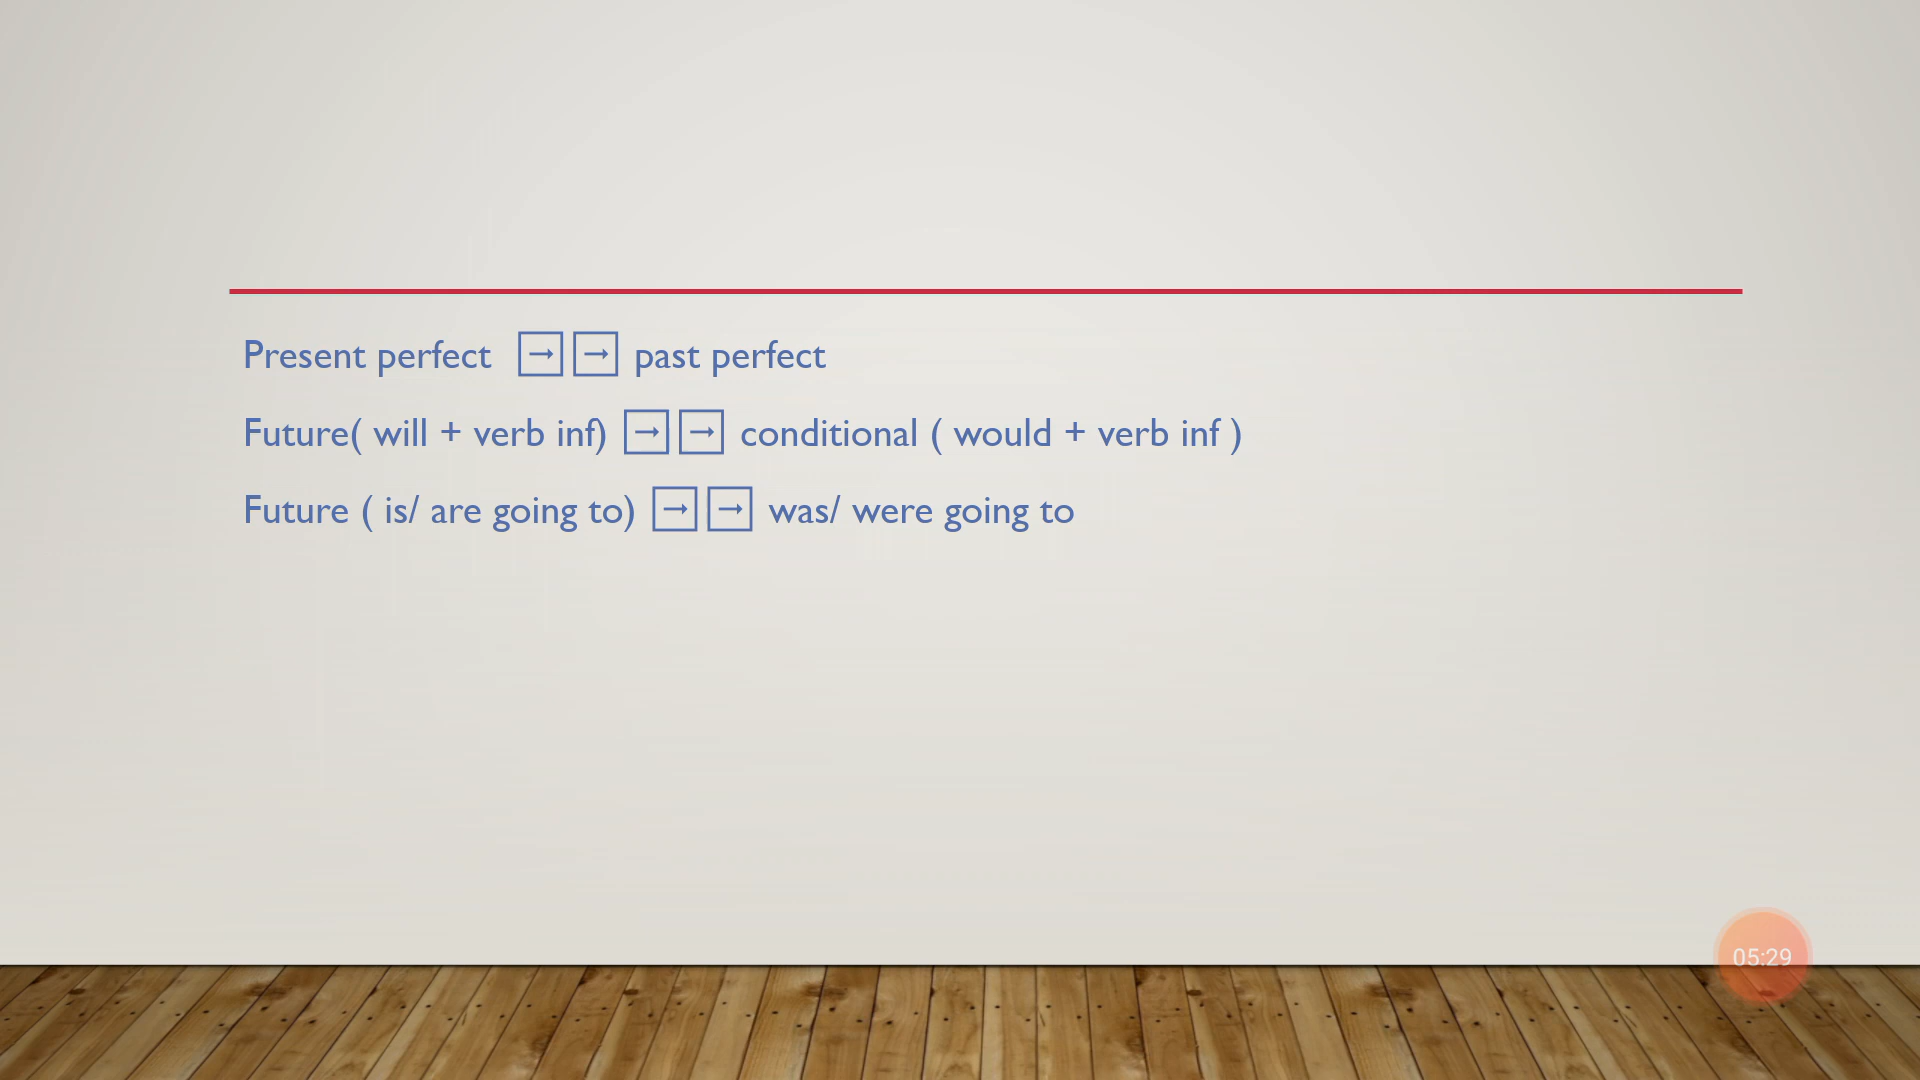 Present perfect ➡➡ past perfect
Future( will + verb inf) ➡➡ conditional ( would + verb inf )
Future ( is/ are going to) ➡➡ was/ were going to
05:29